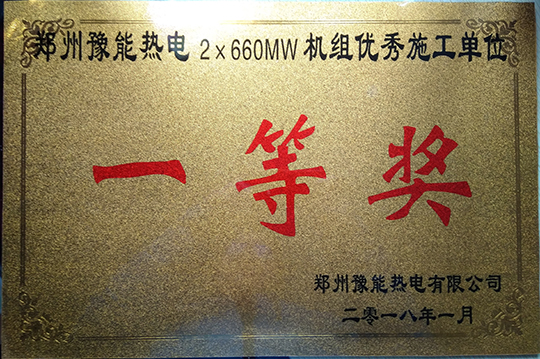 郑州豫能热电 2×660MW 机组优秀施工单位
一等奖
郑州豫能热电有限公司
二零一八年一月